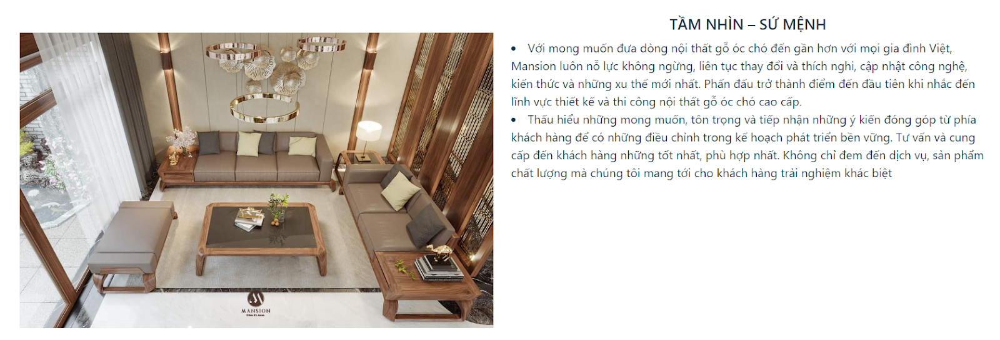 TẦM NHÌN – SỨ MỆNH
• Với mong muốn đưa dòng nội thất gỗ óc chó đến gần hơn với mọi gia đình Việt,
Mansion luôn nỗ lực không ngừng, liên tục thay đổi và thích nghi, cập nhật công nghệ,
kiến thức và những xu thế mới nhất. Phấn đấu trở thành điểm đến đầu tiên khi nhắc đến
lĩnh vực thiết kế và thi công nội thất gỗ óc chó cao cấp.
• Thấu hiểu những mong muốn, tôn trọng và tiếp nhận những ý kiến đóng góp từ phía
khách hàng để có những điều chỉnh trong kế hoạch phát triển bền vững. Tư vấn và cung
cấp đến khách hàng những tốt nhất, phù hợp nhất. Không chỉ đem đến dịch vụ, sản phẩm
chất lượng mà chúng tôi mang tới cho khách hàng trải nghiệm khác biệt
MANSION